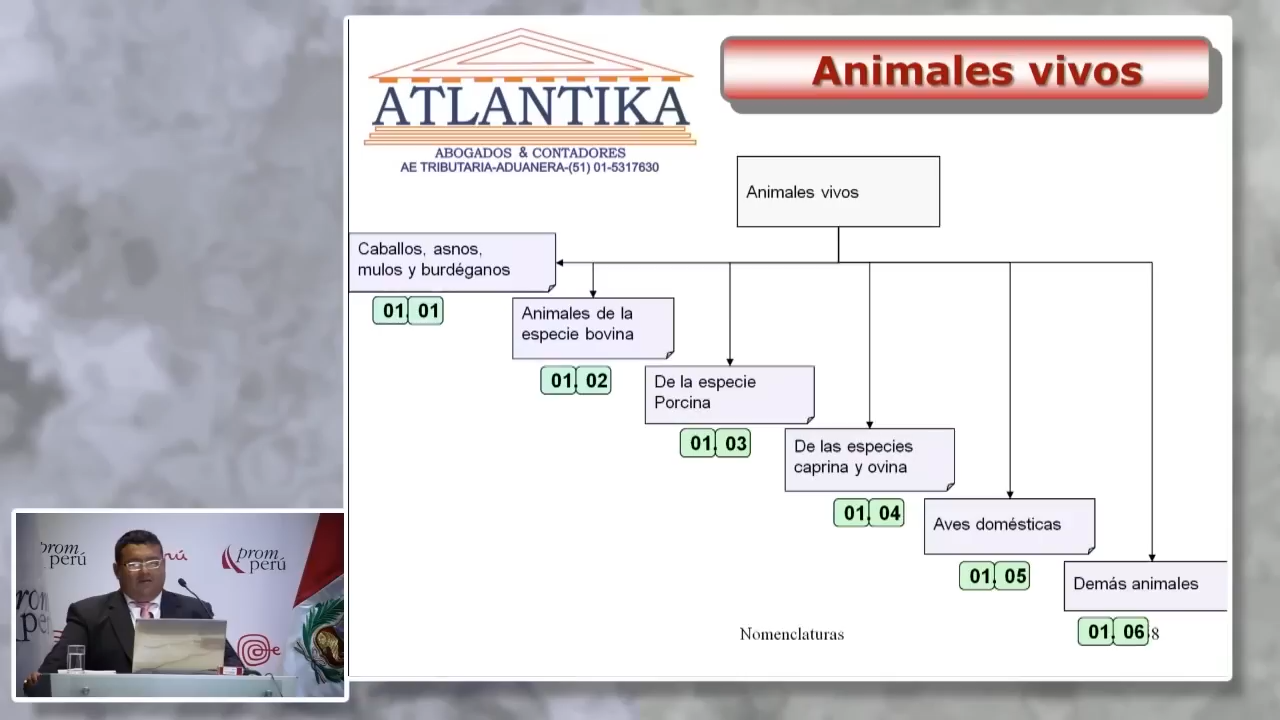 ATLANTIKA
ABOGADOS & CONTADORES
AE TRIBUTARIA-ADUANERA-(51) 01-5317630
Animales vivos
Animales vivos
Caballos, asnos,
mulos y burdéganos
01. 01
Animales de la
especie bovina
01. 02
De la especie
Porcina
01. 03
De las especies
caprina y ovina
01. 04
Aves domésticas
01. 05
Demás animales
01. 06
Nomenclaturas
8
prom
perú
prom
perú